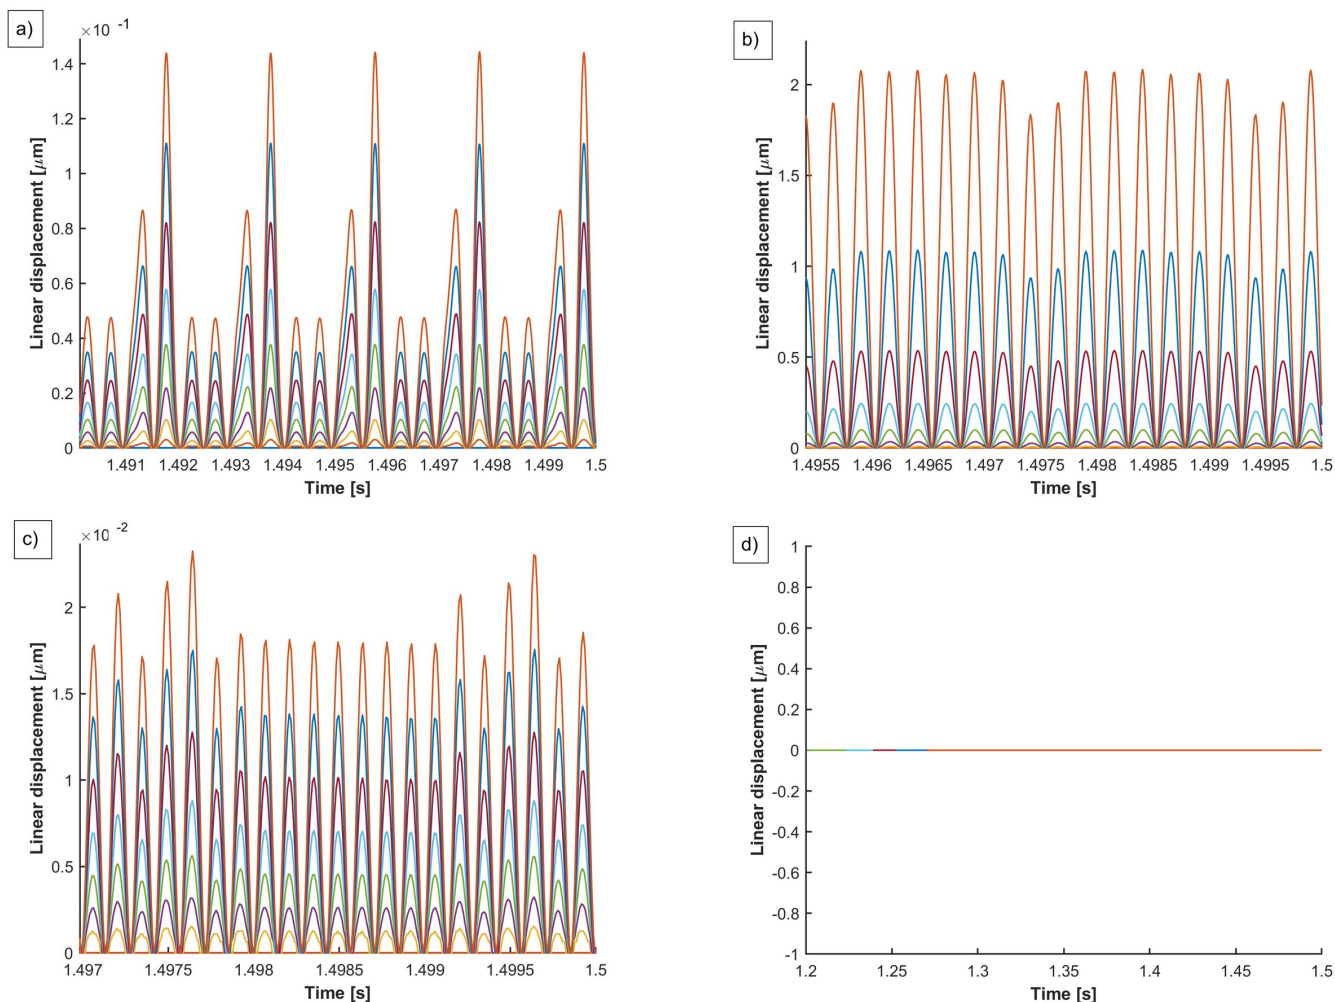 a)
×10 -1
1.4
1.2
1
0.8
0.6
0.4
0.2
0
Linear displacement [μm]
1.491 1.492 1.493 1.494 1.495 1.496 1.497 1.498 1.499 1.5
Time [s]
b)
2
1.5
1
0.5
0
Linear displacement [μm]
1.4955 1.496 1.4965 1.497 1.4975 1.498 1.4985 1.499 1.4995 1.5
Time [s]
c)
×10 -2
2
1.5
1
0.5
0
Linear displacement [μm]
1.497 1.4975 1.498 1.4985 1.499 1.4995 1.5
Time [s]
d)
1
0.8
0.6
0.4
0.2
0
-0.2
-0.4
-0.6
-0.8
-1
Linear displacement [μm]
1.2 1.25 1.3 1.35 1.4 1.45 1.5
Time [s]